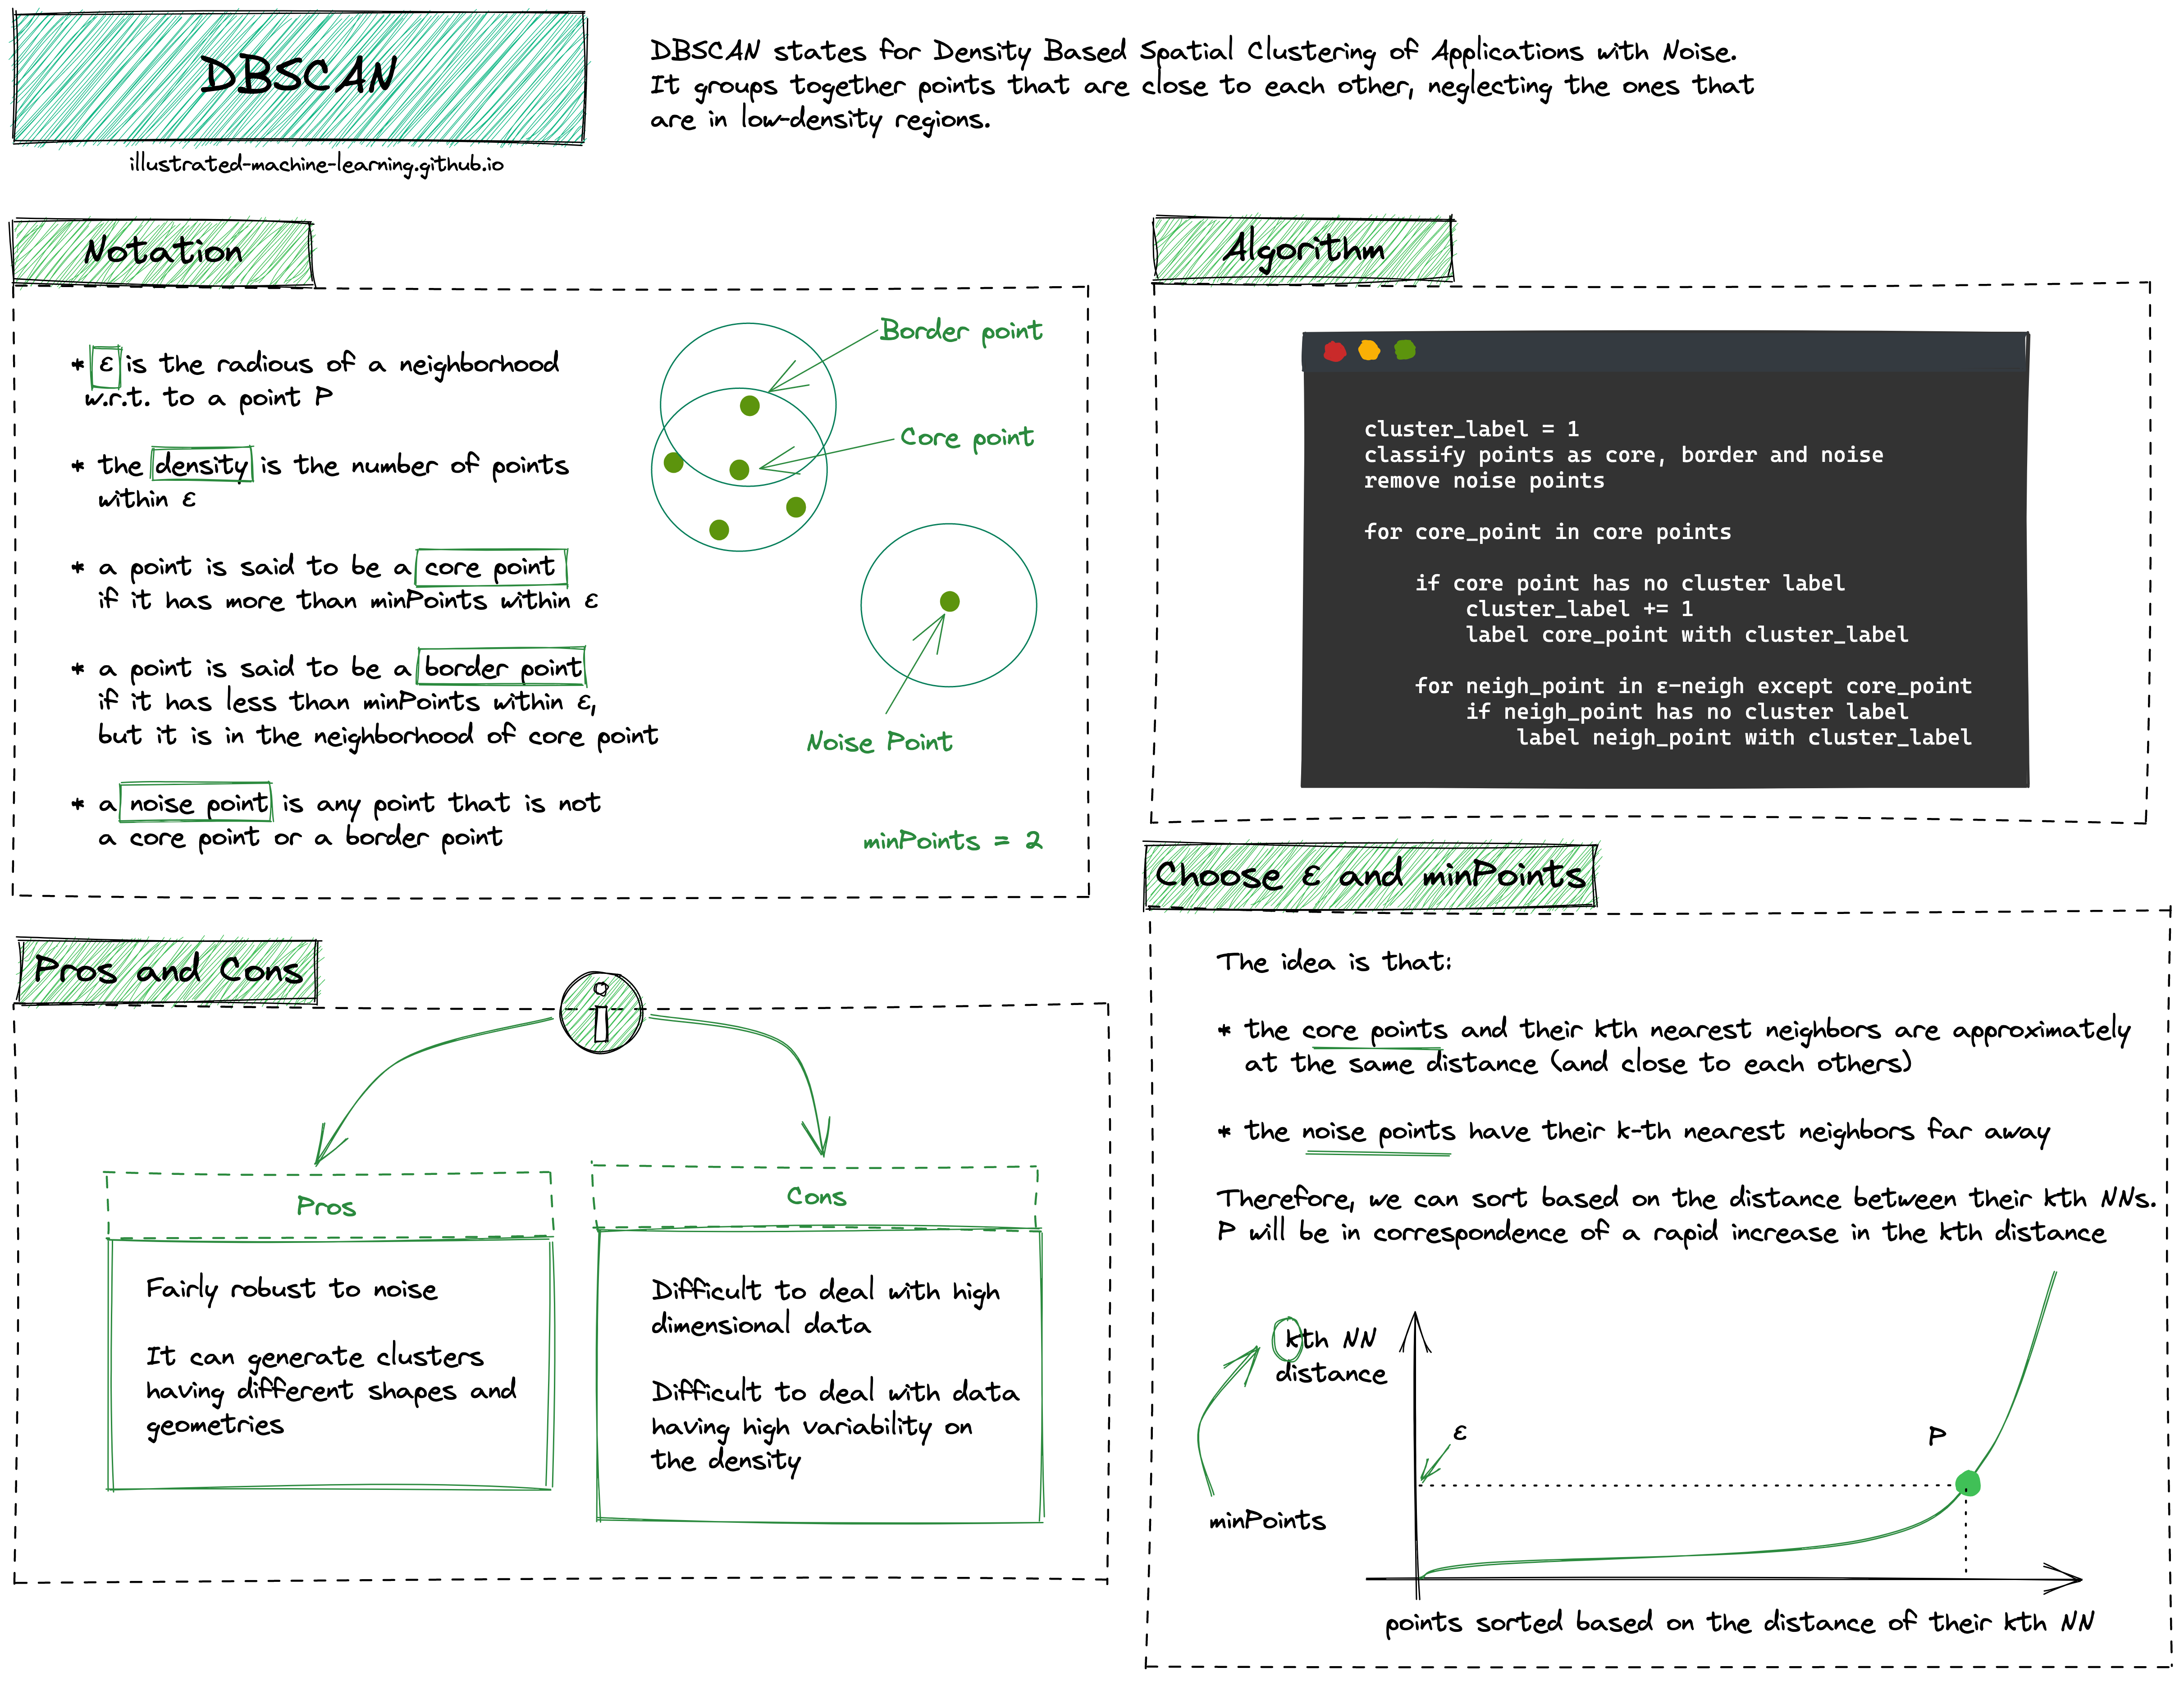 DBSCAN
illustrated-machine-learning.github.io
DBSCAN states for Density Based Spatial Clustering of Applications with Noise.
It groups together points that are close to each other, neglecting the ones that
are in low-density regions.
Notation
* ε is the radious of a neighborhood
w.r.t. to a point P
* the density is the number of points
within ε
* a point is said to be a core point
if it has more than minPoints within ε
* a point is said to be a border point
if it has less than minPoints within ε,
but it is in the neighborhood of core point
* a noise point is any point that is not
a core point or a border point
Border point
Core point
Noise Point
minPoints = 2
Algorithm
cluster_label = 1
classify points as core, border and noise
remove noise points
for core_point in core points
if core point has no cluster label
cluster_label += 1
label core_point with cluster_label
for neigh_point in ε-neigh except core_point
if neigh_point has no cluster label
label neigh_point with cluster_label
Pros and Cons
i
Pros
Fairly robust to noise
It can generate clusters
having different shapes and
geometries
Cons
Difficult to deal with high
dimensional data
Difficult to deal with data
having high variability on
the density
Choose ε and minPoints
The idea is that:
* the core points and their kth nearest neighbors are approximately
at the same distance (and close to each others)
* the noise points have their k-th nearest neighbors far away
Therefore, we can sort based on the distance between their kth NNs.
P will be in correspondence of a rapid increase in the kth distance
kth NN
distance
ε
P
minPoints
points sorted based on the distance of their kth NN